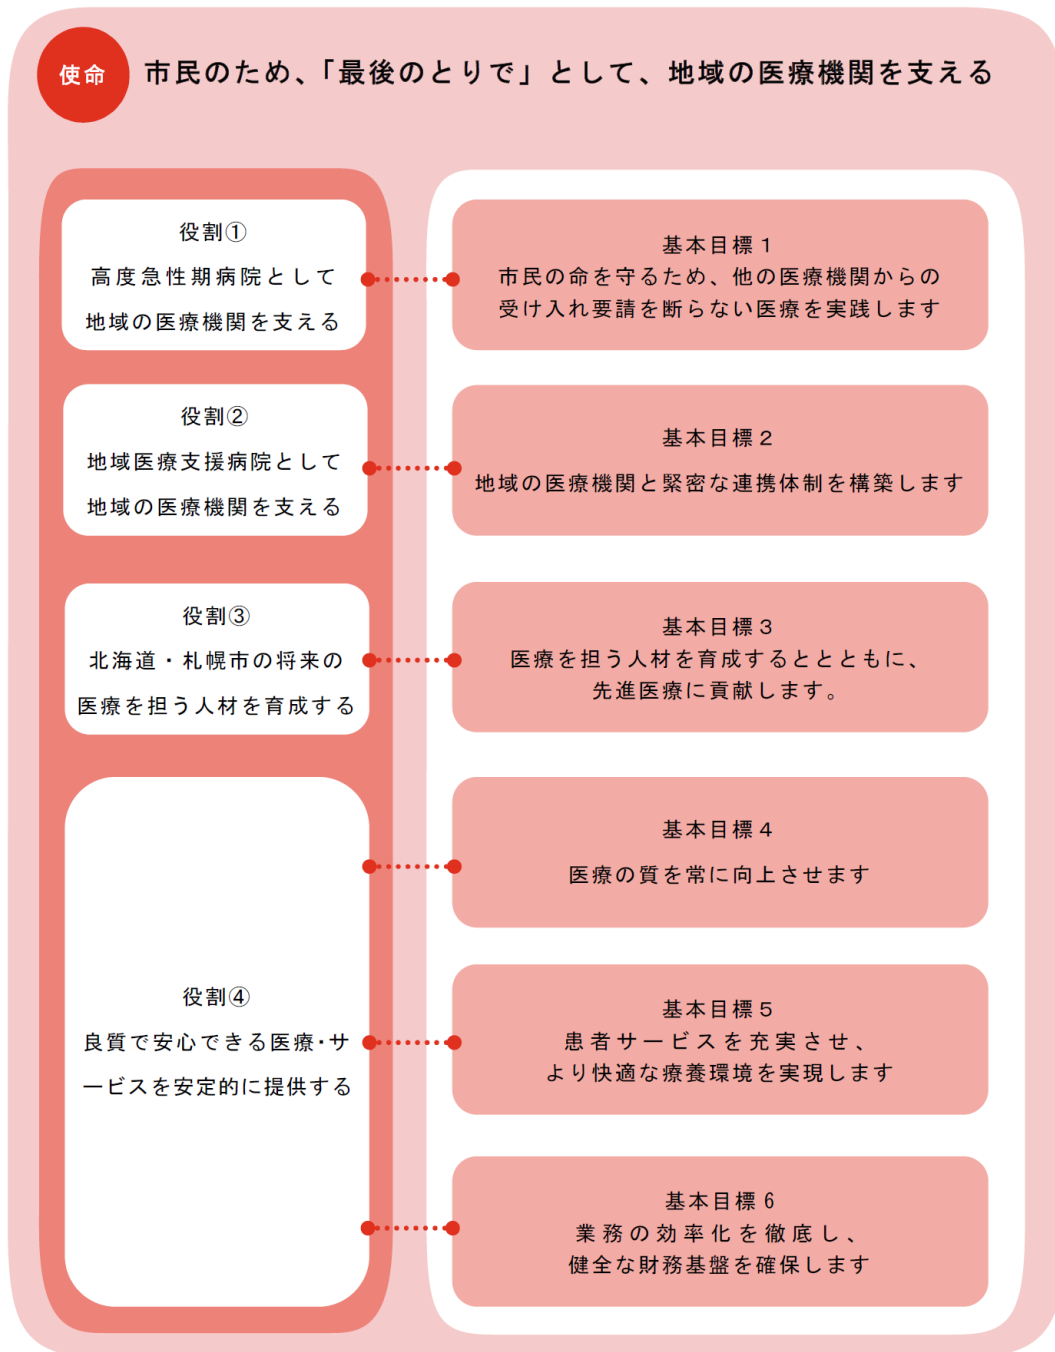 使命
市民のため、「最後のとりで」として、地域の医療機関を支える
役割①
高度急性期病院として
地域の医療機関を支える
基本目標１
市民の命を守るため、他の医療機関からの
受け入れ要請を断らない医療を実践します
役割②
地域医療支援病院として
地域の医療機関を支える
基本目標２
地域の医療機関と緊密な連携体制を構築します
役割③
北海道・札幌市の将来の
医療を担う人材を育成する
基本目標３
医療を担う人材を育成するととともに、
先進医療に貢献します。
役割④
良質で安心できる医療・サ
ービスを安定的に提供する
基本目標４
医療の質を常に向上させます
基本目標５
患者サービスを充実させ、
より快適な療養環境を実現します
基本目標６
業務の効率化を徹底し、
健全な財務基盤を確保します